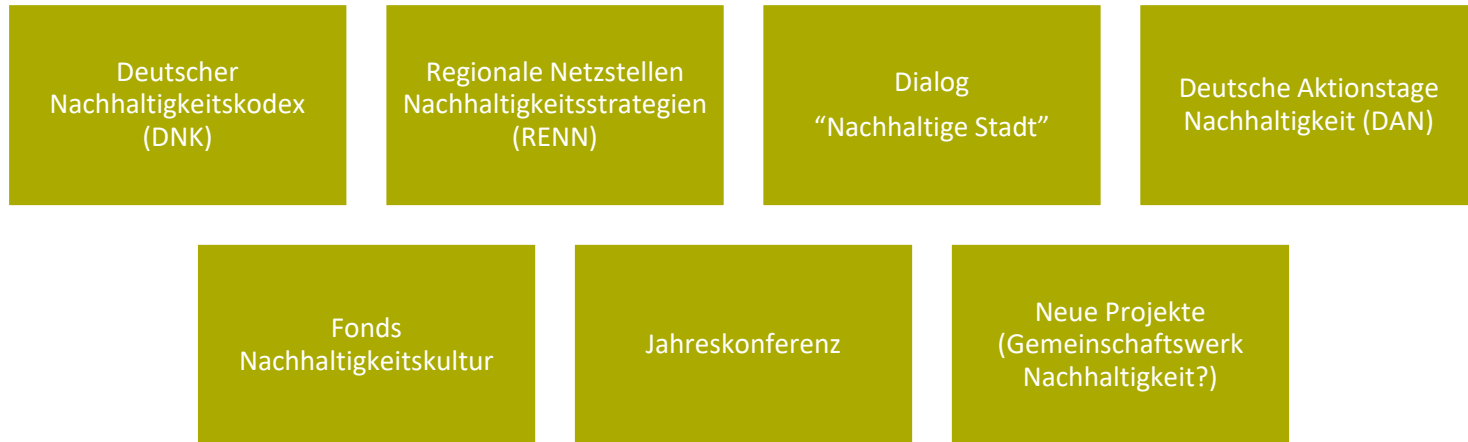 Deutscher
Nachhaltigkeitskodex
(DNK)
Regionale Netzstellen
Nachhaltigkeitsstrategien
(RENN)
Dialog
“Nachhaltige Stadt”
Deutsche Aktionstage
Nachhaltigkeit (DAN)
Fonds
Nachhaltigkeitskultur
Jahreskonferenz
Neue Projekte
(Gemeinschaftswerk
Nachhaltigkeit?)